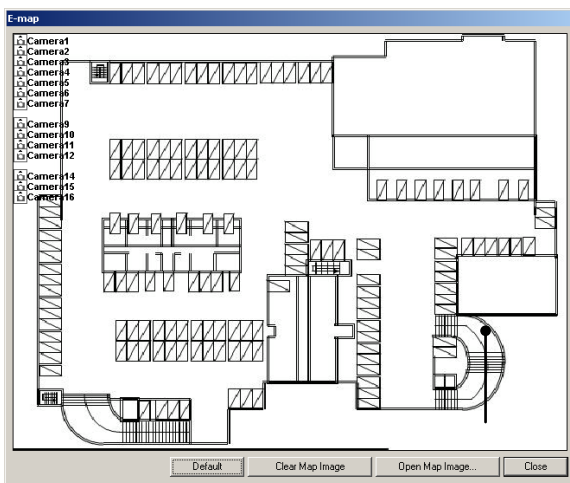 E-map
Camera1
Camera2
Camera3
Camera4
Camera5
Camera6
Camera7
Camera9
Camera10
Camera11
Camera12
Camera14
Camera15
Camera16
Default
Clear Map Image
Open Map Image...
Close